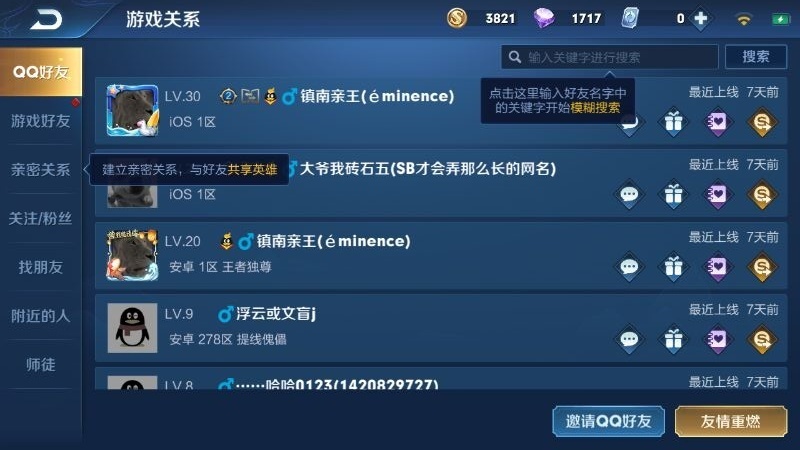 游戏关系
3821
1717
0
输入关键字进行搜索
搜索
QQ好友
游戏好友
亲密关系
关注/粉丝
找朋友
附近的人
师徒
LV.30
镇南亲王(éminence)
iOS 1区
最近上线 7天前
点击这里输入好友名字中
的关键字开始模糊搜索
建立亲密关系，与好友共享英雄
大爷我砖石五(SB才会弄那么长的网名)
iOS 1区
最近上线 7天前
LV.20
镇南亲王(éminence)
安卓 1区 王者独尊
最近上线 7天前
LV.9
浮云或文盲j
安卓 278区 提线傀儡
最近上线 7天前
LV.8
······哈哈0123(1420829727)
最近上线 7天前
邀请QQ好友
友情重燃